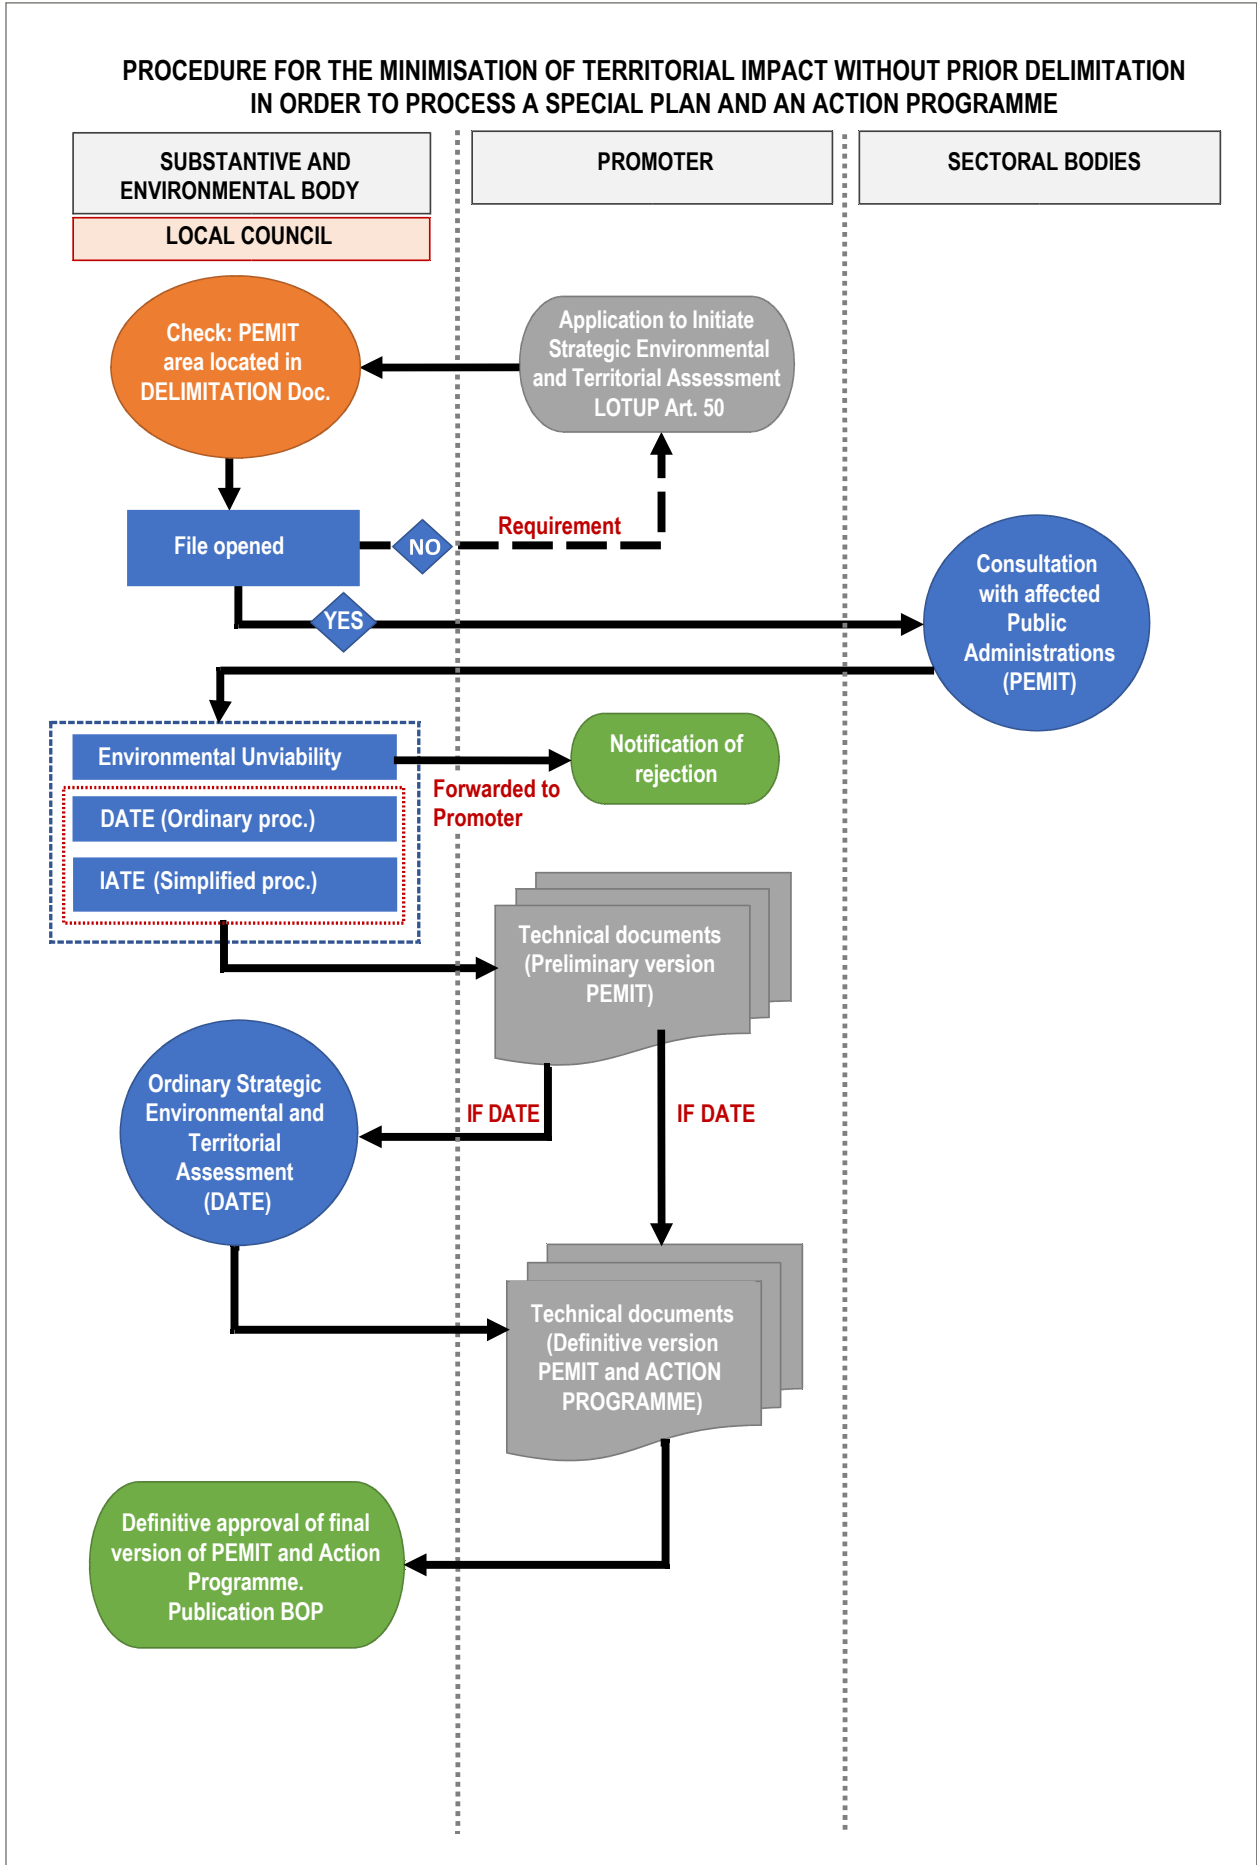 PROCEDURE FOR THE MINIMISATION OF TERRITORIAL IMPACT WITHOUT PRIOR DELIMITATION
IN ORDER TO PROCESS A SPECIAL PLAN AND AN ACTION PROGRAMME
SUBSTANTIVE AND
ENVIRONMENTAL BODY
PROMOTER
SECTORAL BODIES
LOCAL COUNCIL
Check: PEMIT
area located in
DELIMITATION Doc.
Application to Initiate
Strategic Environmental
and Territorial Assessment
LOTUP Art. 50
File opened
NO
Requirement
YES
Consultation
with affected
Public
Administrations
(PEMIT)
Environmental Unviability
DATE (Ordinary proc.)
IATE (Simplified proc.)
Forwarded to
Promoter
Notification of
rejection
Technical documents
(Preliminary version
PEMIT)
IF DATE
IF DATE
Ordinary Strategic
Environmental and
Territorial
Assessment
(DATE)
Technical documents
(Definitive version
PEMIT and ACTION
PROGRAMME)
Definitive approval of final
version of PEMIT and Action
Programme.
Publication BOP